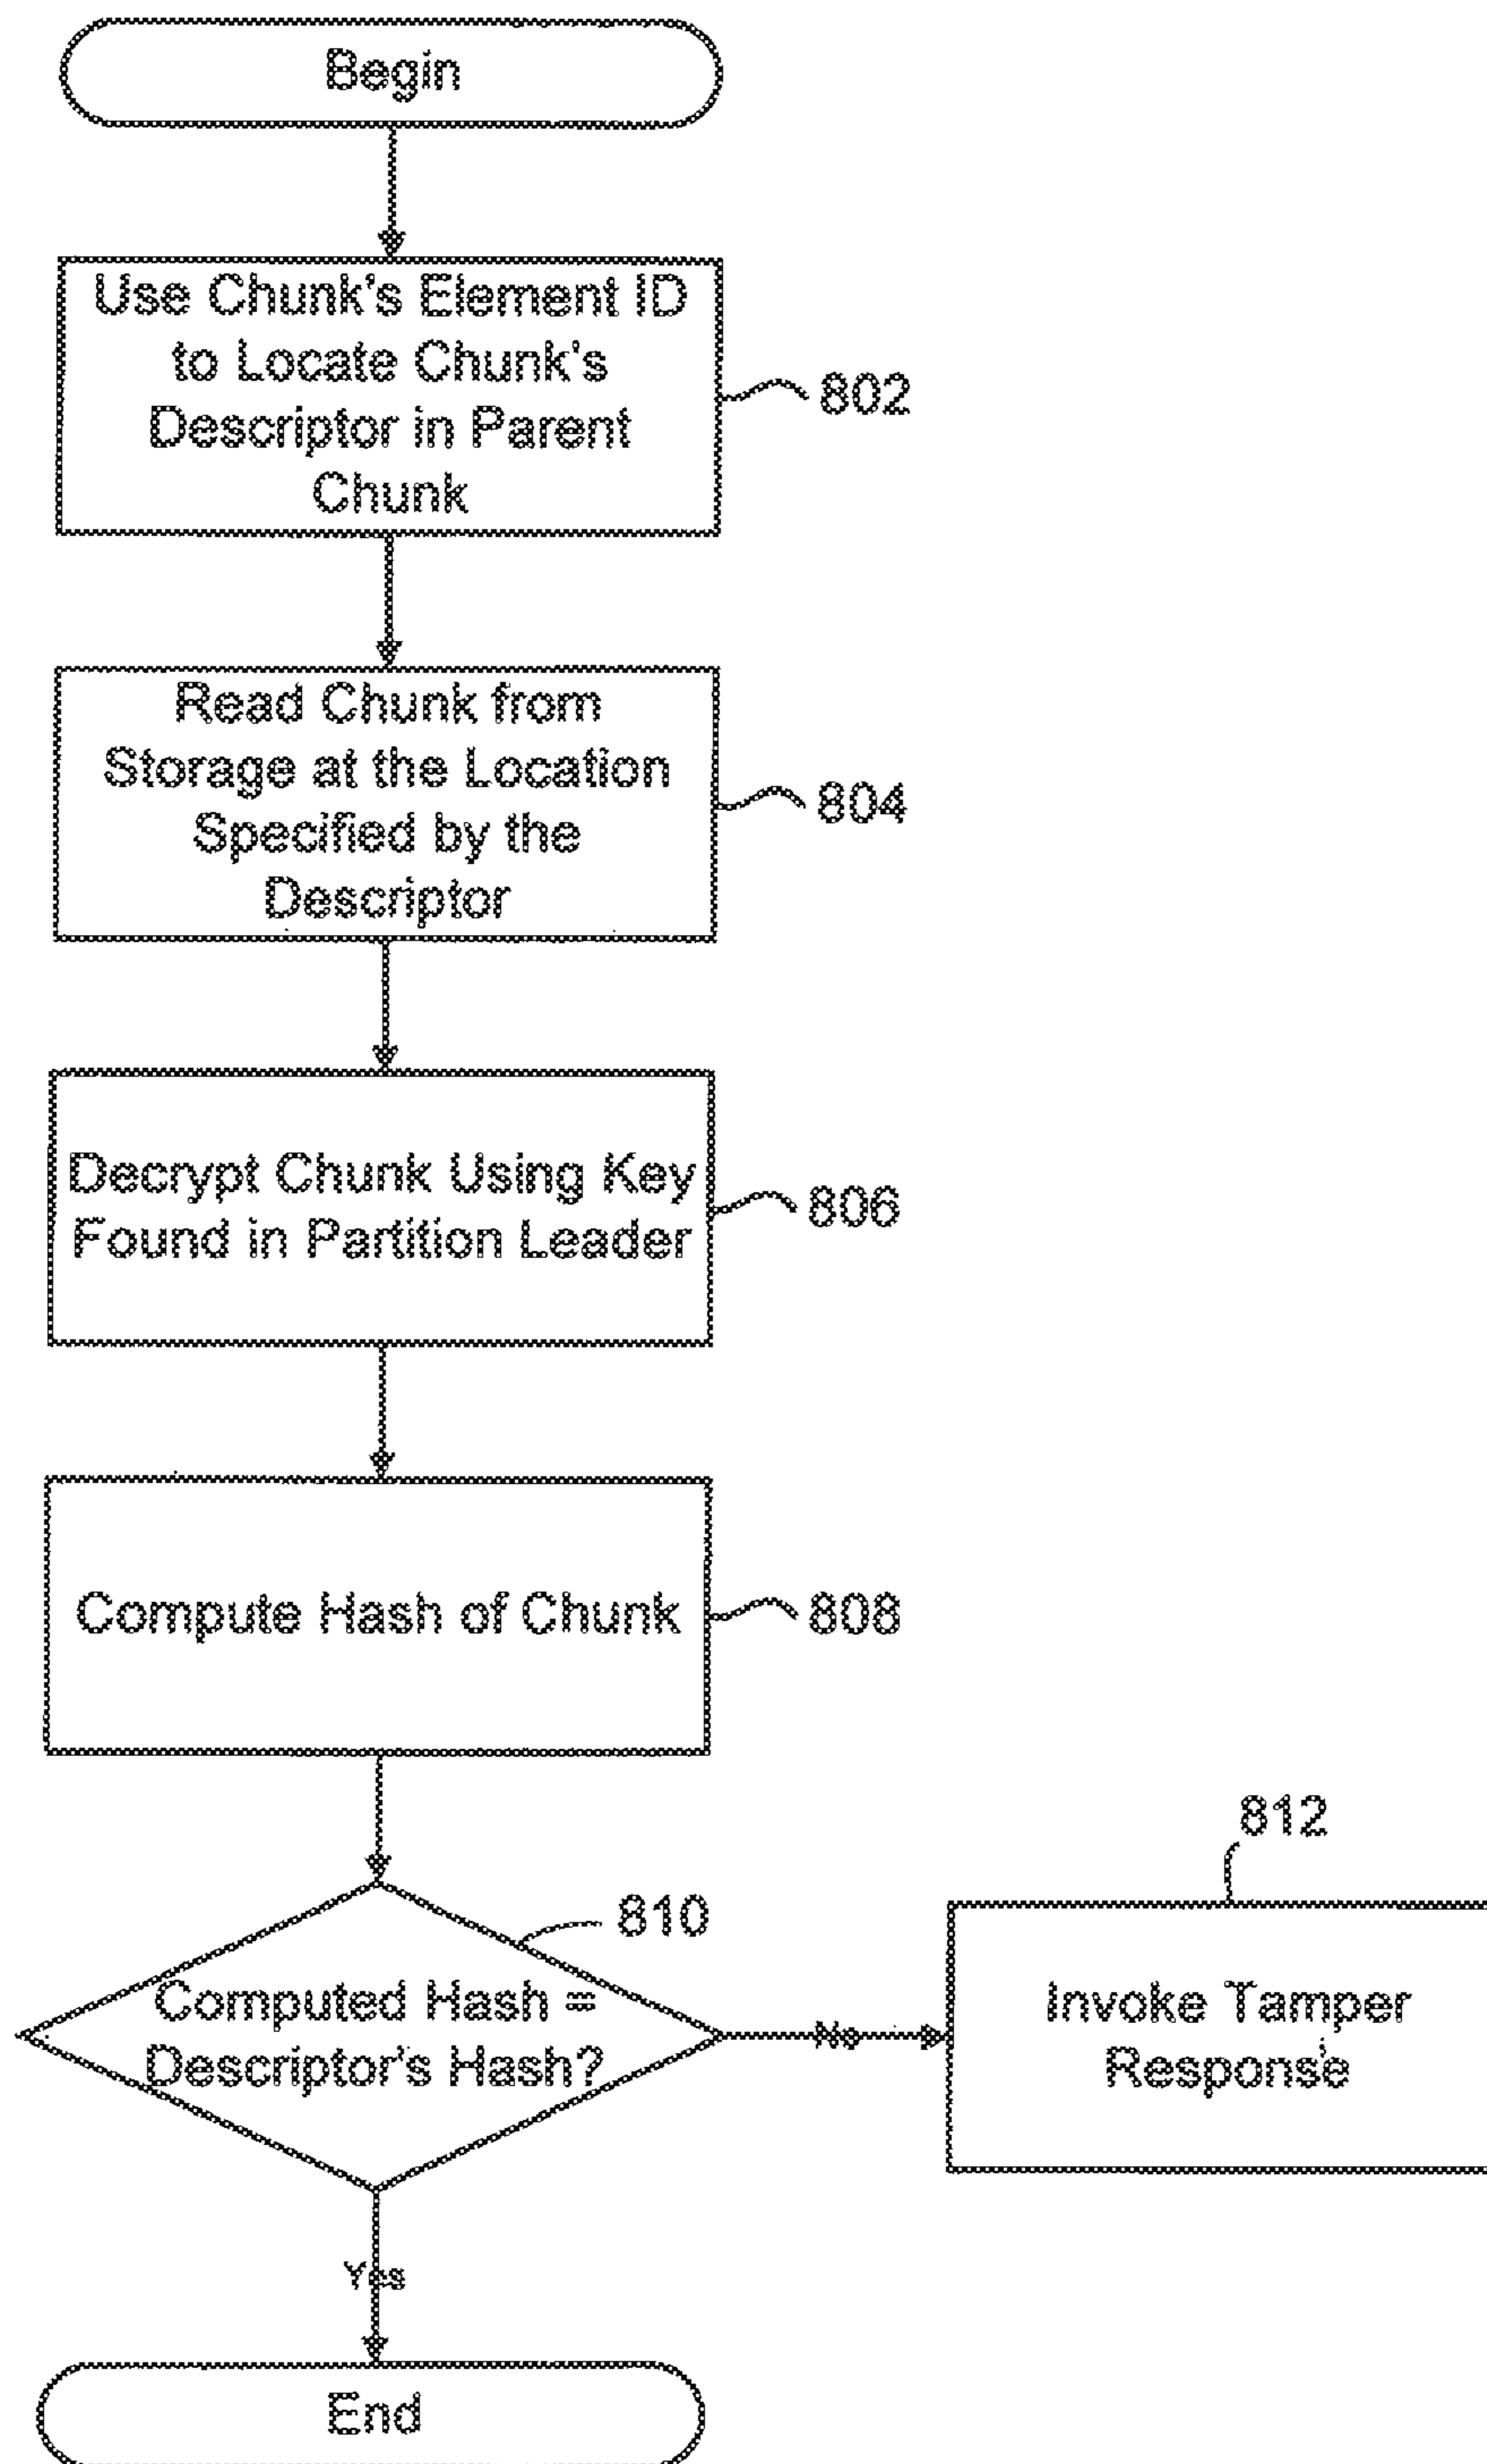 Begin
Use Chunk's Element ID
to Locate Chunk's
Descriptor in Parent
Chunk
802
Read Chunk from
Storage at the Location
Specified by the
Descriptor
804
Decrypt Chunk Using Key
Found in Partition Leader
806
Compute Hash of Chunk
808
810
Computed Hash =
Descriptor's Hash?
No
812
Invoke Tamper
Response
Yes
End